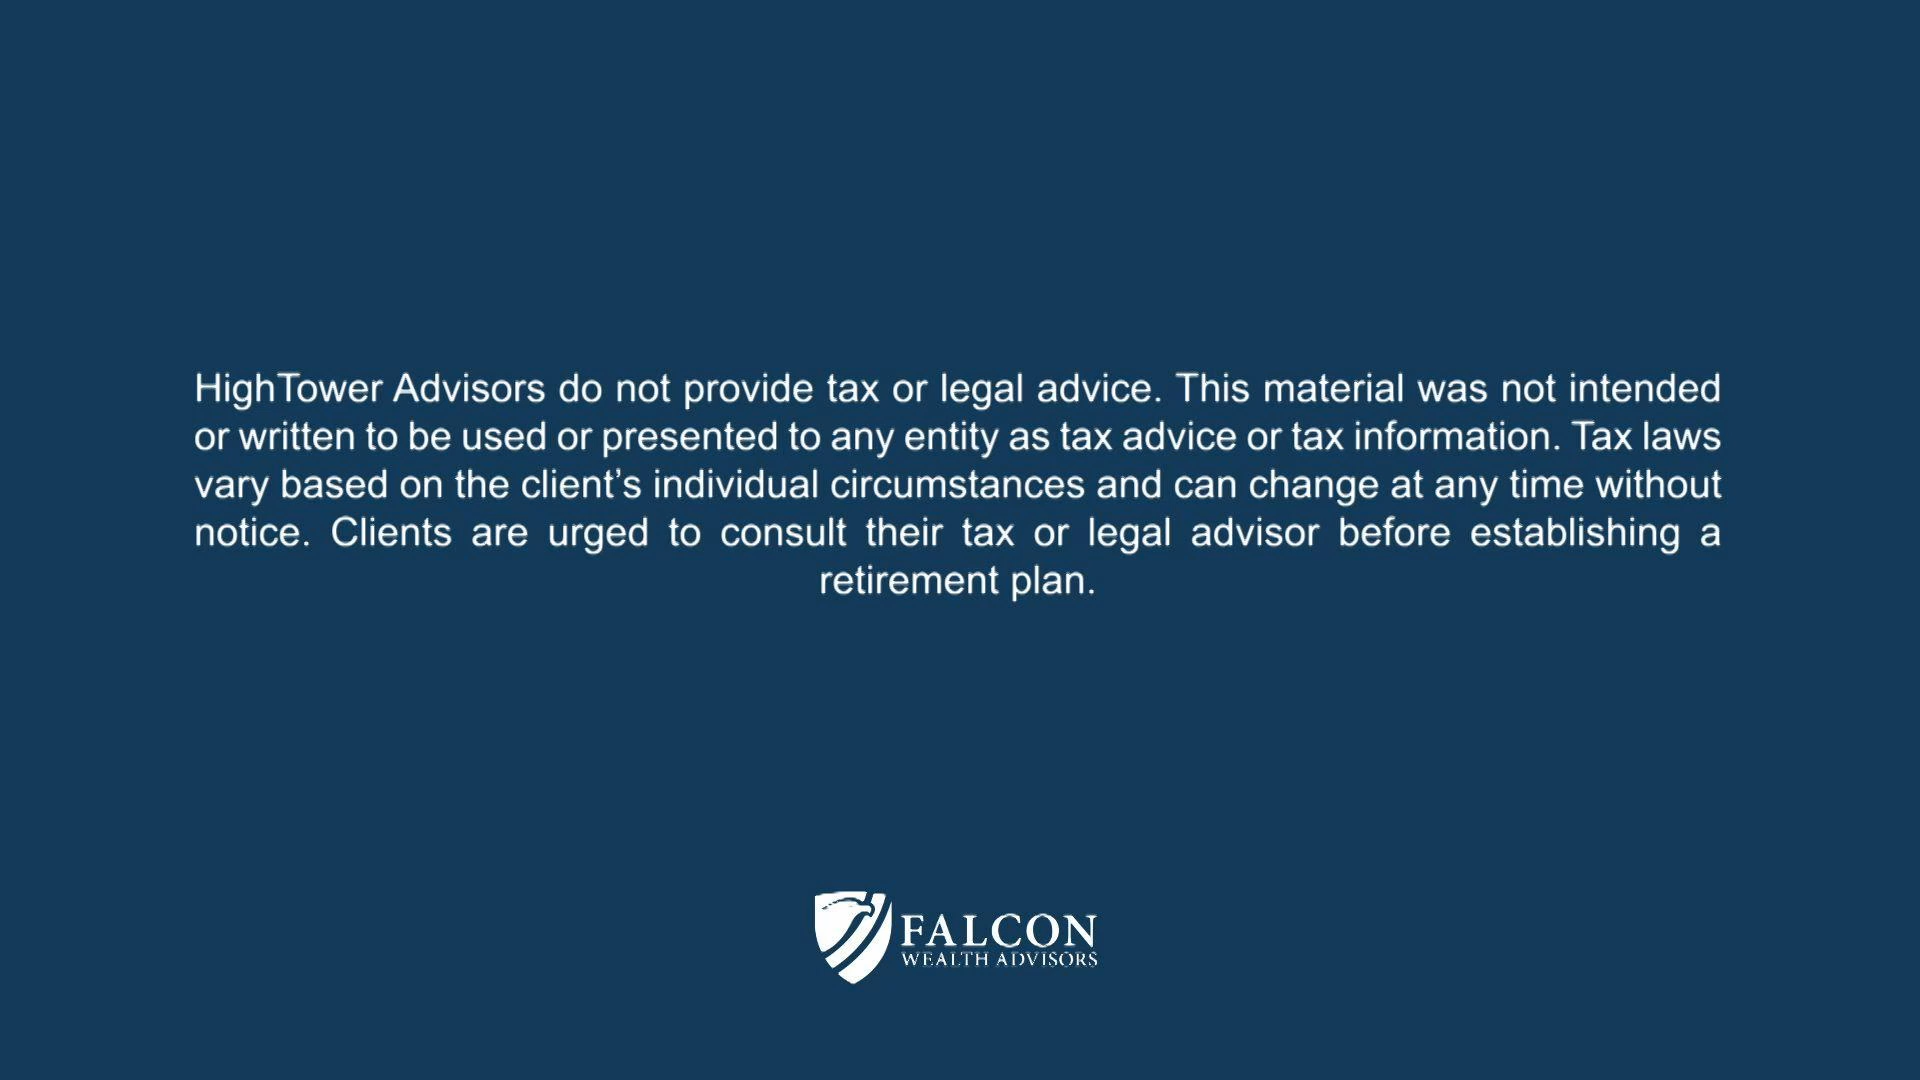 HighTower Advisors do not provide tax or legal advice. This material was not intended
or written to be used or presented to any entity as tax advice or tax information. Tax laws
vary based on the client’s individual circumstances and can change at any time without
notice. Clients are urged to consult their tax or legal advisor before establishing a
retirement plan.
FALCON
WEALTH ADVISORS